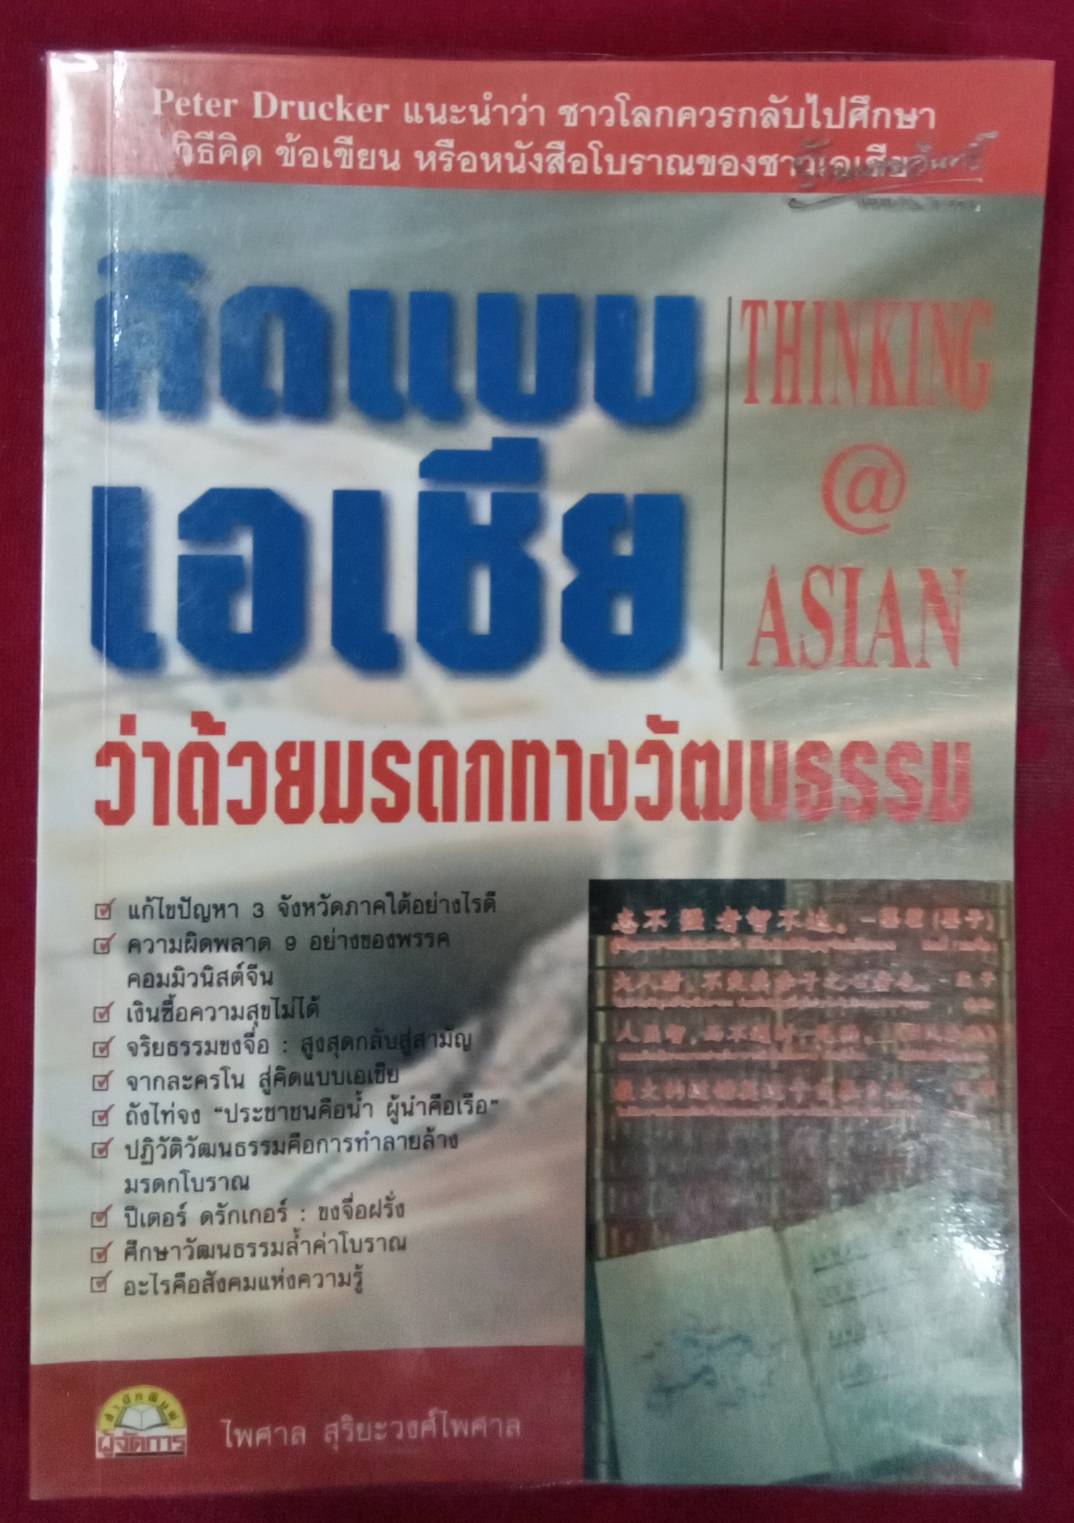 Peter Drucker แนะนำว่า ชาวโลกควรกลับไปศึกษา
วิธีคิด ข้อเขียน หรือหนังสือโบราณของชาวเอเชีย
คิดแบบ
เอเชีย
THINKING
@
ASIAN
ว่าด้วยมรดกทางวัฒนธรรม
แก้ไขปัญหา 3 จังหวัดภาคใต้อย่างไรดี
ความผิดพลาด 9 อย่างของพรรค
คอมมิวนิสต์จีน
เงินซื้อความสุขไม่ได้
จริยธรรมขงจื่อ : สูงสุดกลับสู่สามัญ
จากละครโน สู่คิดแบบเอเชีย
ถังไท่จง "ประชาชนคือน้ำ ผู้นำคือเรือ"
ปฏิวัติวัฒนธรรมคือการทำลายล้าง
มรดกโบราณ
ปีเตอร์ ดรักเกอร์ : ขงจื่อฝรั่ง
ศึกษาวัฒนธรรมล้ำค่าโบราณ
อะไรคือสังคมแห่งความรู้
สำนักพิมพ์
ผู้จัดการ
ไพศาล สุริยะวงศ์ไพศาล